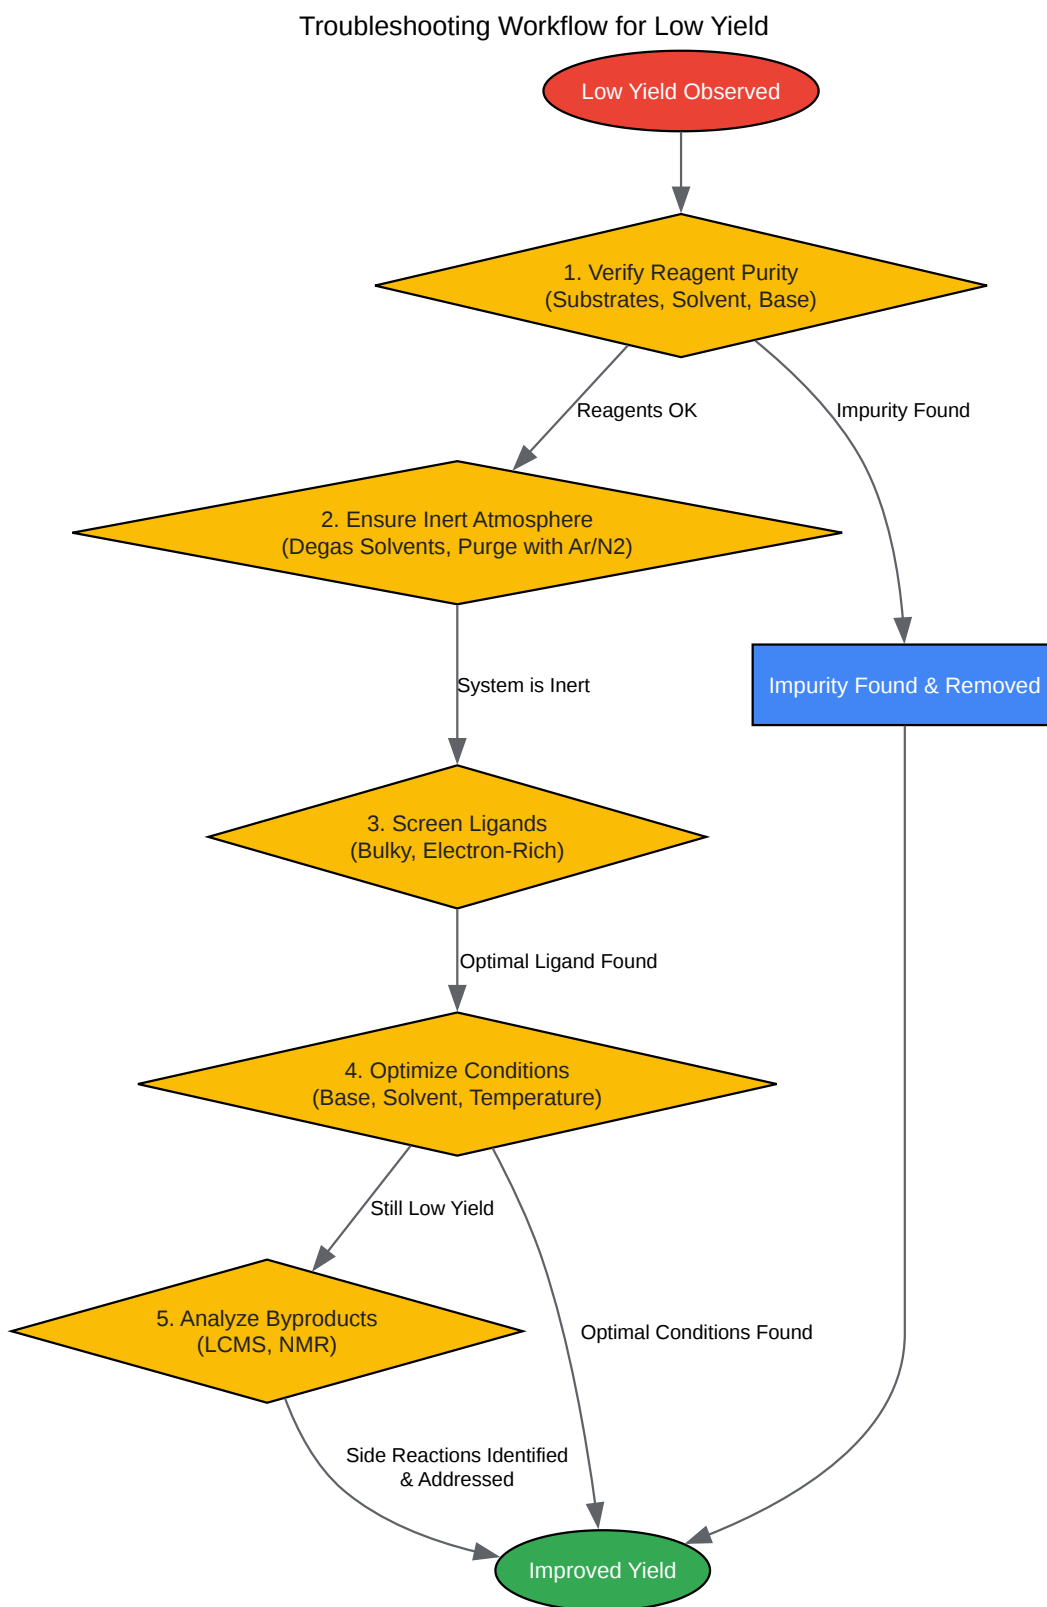 Troubleshooting Workflow for Low Yield
Low Yield Observed
1. Verify Reagent Purity
(Substrates, Solvent, Base)
Reagents OK
Impurity Found
2. Ensure Inert Atmosphere
(Degas Solvents, Purge with Ar/N2)
System is Inert
Impurity Found & Removed
3. Screen Ligands
(Bulky, Electron-Rich)
Optimal Ligand Found
4. Optimize Conditions
(Base, Solvent, Temperature)
Still Low Yield
5. Analyze Byproducts
(LCMS, NMR)
Optimal Conditions Found
Side Reactions Identified
& Addressed
Improved Yield